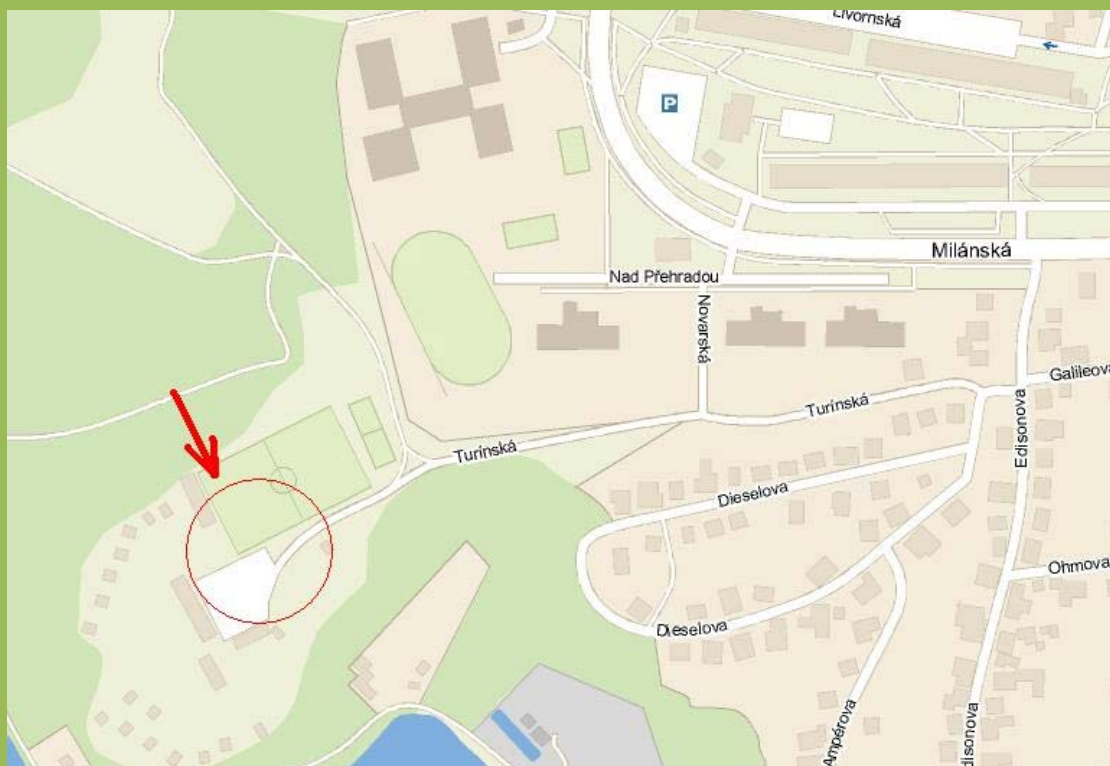 Livornská
P
Milánská
Nad Přehradou
Novarská
Galileova
Turínská
Turínská
Edisonova
Dieselova
Ohmova
Dieselova
Ampérova
Edisonova